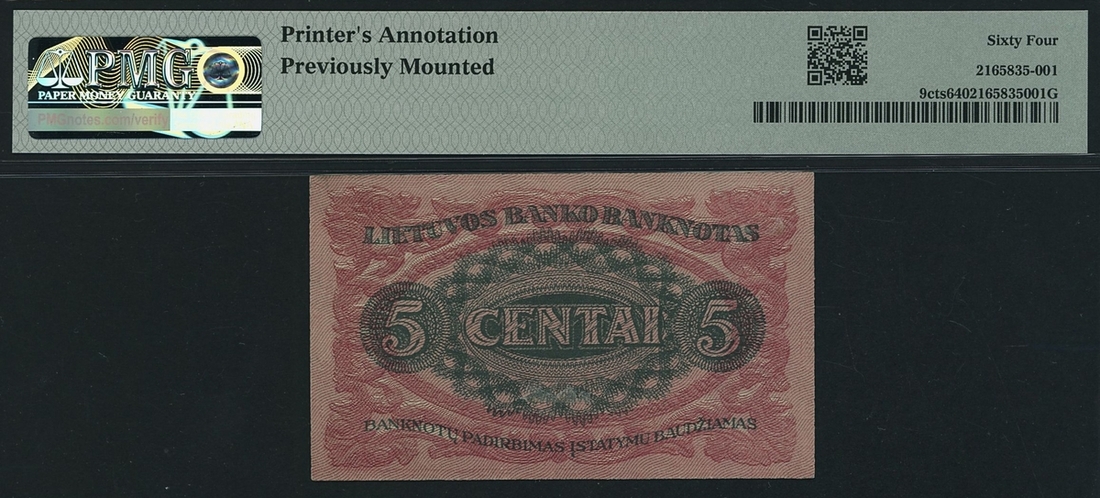 Printer's Annotation
Previously Mounted
PMG
PAPER MONEY GUARANTY
PMGnotes.com/verify
Sixty Four
2165835-001
9cts6402165835001G
LIETUVOS BANKO BANKNOTAS
5 CENTAI 5
BANKNOTŲ PADIRBIMAS ĮSTATYMU BAUDŽIAMAS